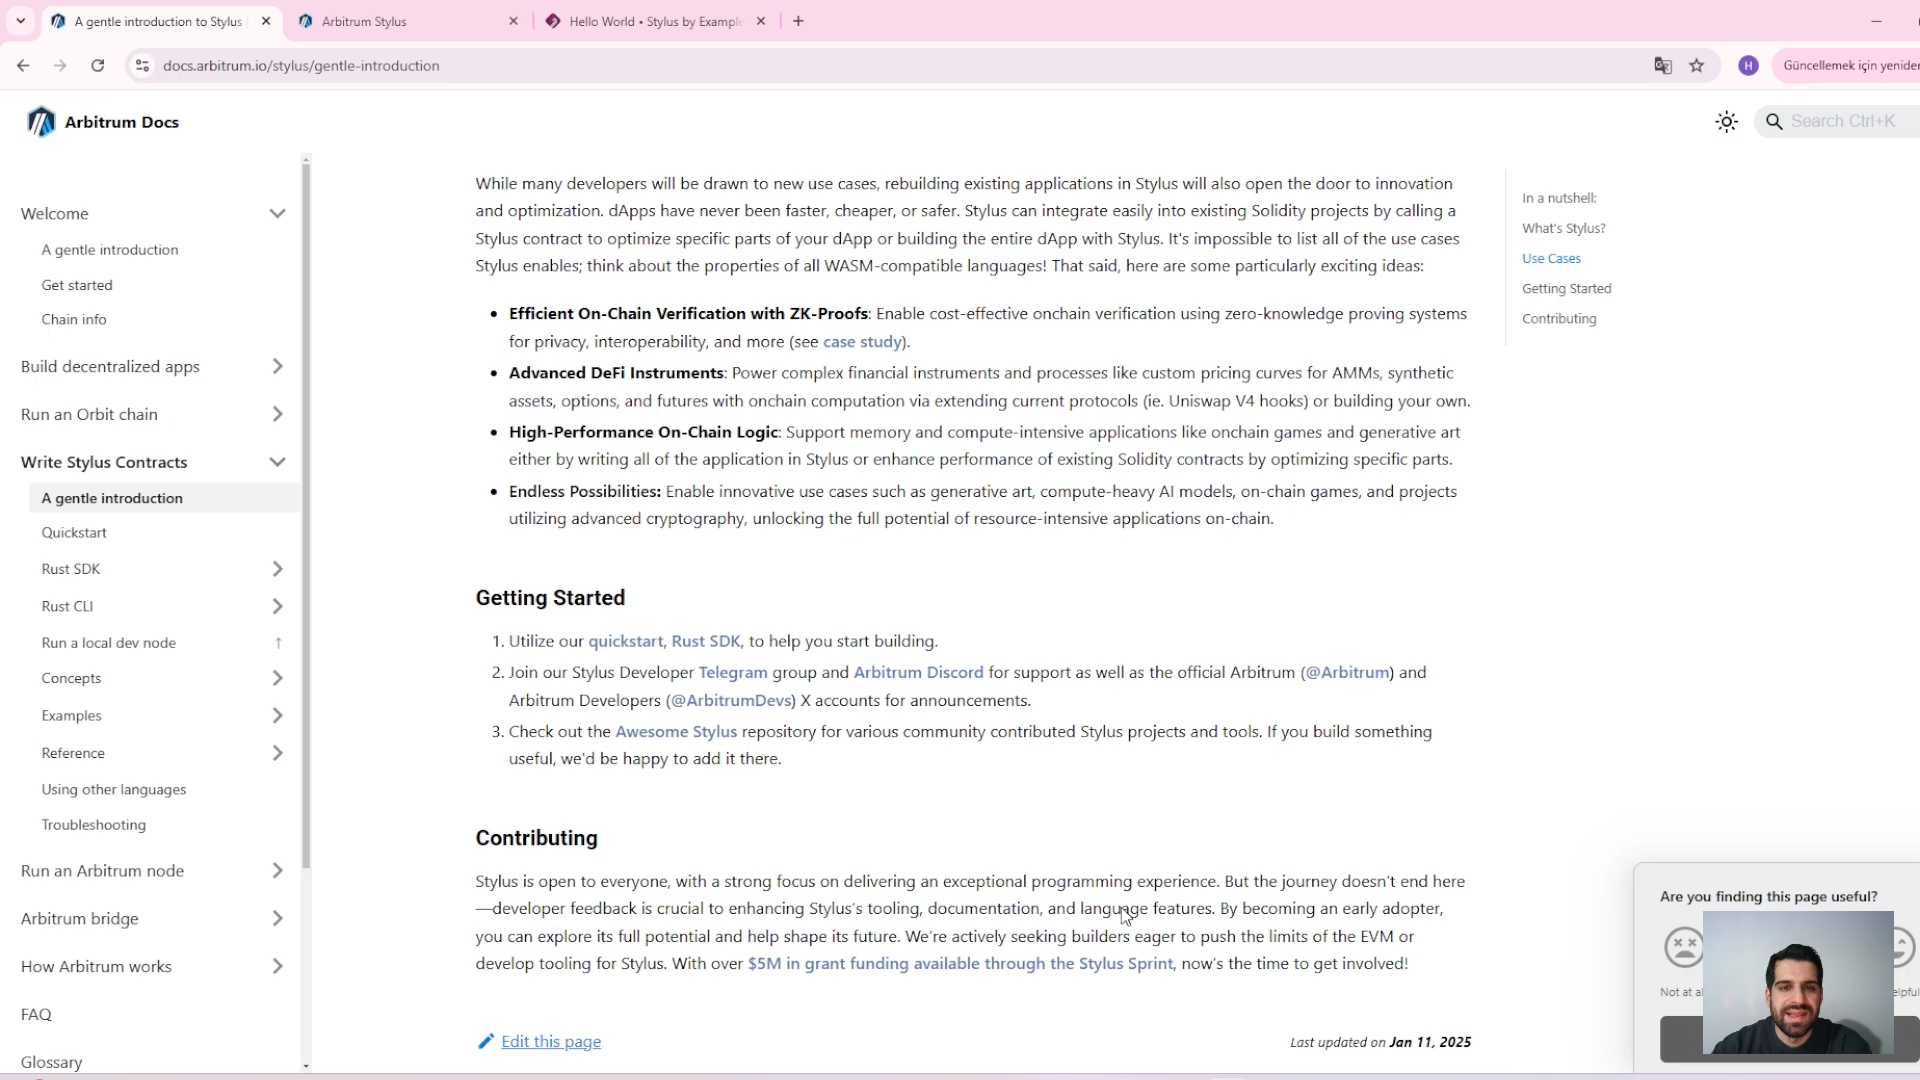 A gentle introduction to Stylus
Arbitrum Stylus
Hello World • Stylus by Example
docs.arbitrum.io/stylus/gentle-introduction
H
Güncellemek için yeniden
Arbitrum Docs
Search Ctrl+K
Welcome
A gentle introduction
Get started
Chain info
Build decentralized apps
Run an Orbit chain
Write Stylus Contracts
A gentle introduction
Quickstart
Rust SDK
Rust CLI
Run a local dev node ↑
Concepts
Examples
Reference
Using other languages
Troubleshooting
Run an Arbitrum node
Arbitrum bridge
How Arbitrum works
FAQ
Glossary
While many developers will be drawn to new use cases, rebuilding existing applications in Stylus will also open the door to innovation
and optimization. dApps have never been faster, cheaper, or safer. Stylus can integrate easily into existing Solidity projects by calling a
Stylus contract to optimize specific parts of your dApp or building the entire dApp with Stylus. It's impossible to list all of the use cases
Stylus enables; think about the properties of all WASM-compatible languages! That said, here are some particularly exciting ideas:
• Efficient On-Chain Verification with ZK-Proofs: Enable cost-effective onchain verification using zero-knowledge proving systems
for privacy, interoperability, and more (see case study).
• Advanced DeFi Instruments: Power complex financial instruments and processes like custom pricing curves for AMMs, synthetic
assets, options, and futures with onchain computation via extending current protocols (ie. Uniswap V4 hooks) or building your own.
• High-Performance On-Chain Logic: Support memory and compute-intensive applications like onchain games and generative art
either by writing all of the application in Stylus or enhance performance of existing Solidity contracts by optimizing specific parts.
• Endless Possibilities: Enable innovative use cases such as generative art, compute-heavy AI models, on-chain games, and projects
utilizing advanced cryptography, unlocking the full potential of resource-intensive applications on-chain.
Getting Started
1. Utilize our quickstart, Rust SDK, to help you start building.
2. Join our Stylus Developer Telegram group and Arbitrum Discord for support as well as the official Arbitrum (@Arbitrum) and
Arbitrum Developers (@ArbitrumDevs) X accounts for announcements.
3. Check out the Awesome Stylus repository for various community contributed Stylus projects and tools. If you build something
useful, we'd be happy to add it there.
Contributing
Stylus is open to everyone, with a strong focus on delivering an exceptional programming experience. But the journey doesn't end here
—developer feedback is crucial to enhancing Stylus's tooling, documentation, and language features. By becoming an early adopter,
you can explore its full potential and help shape its future. We're actively seeking builders eager to push the limits of the EVM or
develop tooling for Stylus. With over $5M in grant funding available through the Stylus Sprint, now's the time to get involved!
Edit this page
Last updated on Jan 11, 2025
In a nutshell:
What's Stylus?
Use Cases
Getting Started
Contributing
Are you finding this page useful?
Not at